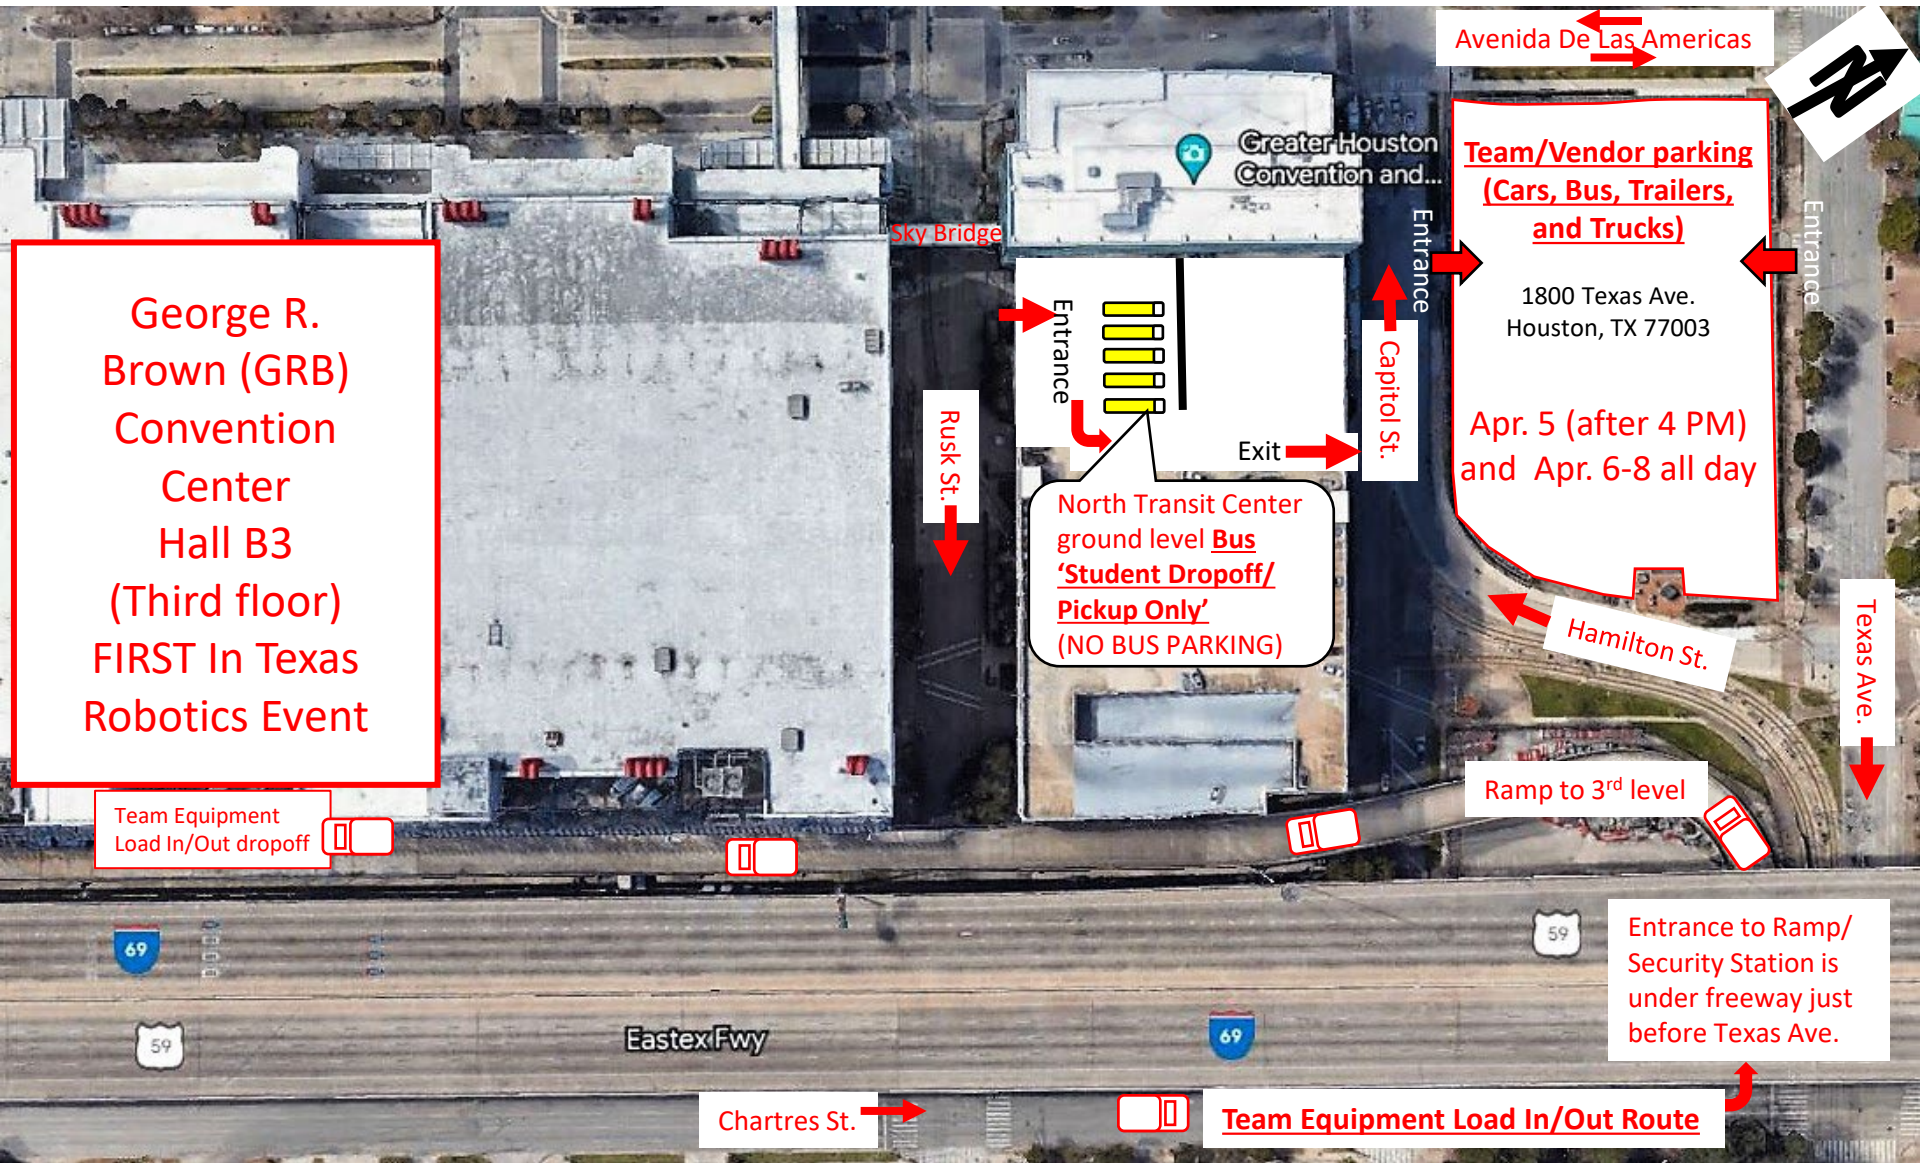 Avenida De Las Americas
N
Greater Houston
Convention and...
Team/Vendor parking
(Cars, Bus, Trailers,
and Trucks)
Entrance
Entrance
1800 Texas Ave.
Houston, TX 77003
Apr. 5 (after 4 PM)
and Apr. 6-8 all day
Sky Bridge
George R.
Brown (GRB)
Convention
Center
Hall B3
(Third floor)
FIRST In Texas
Robotics Event
Entrance
Capitol St.
Rusk St.
Exit
North Transit Center
ground level Bus
‘Student Dropoff/
Pickup Only’
(NO BUS PARKING)
Hamilton St.
Texas Ave.
Ramp to 3rd level
Team Equipment
Load In/Out dropoff
69
59
Entrance to Ramp/
Security Station is
under freeway just
before Texas Ave.
59
Eastex Fwy
69
Chartres St.
Team Equipment Load In/Out Route